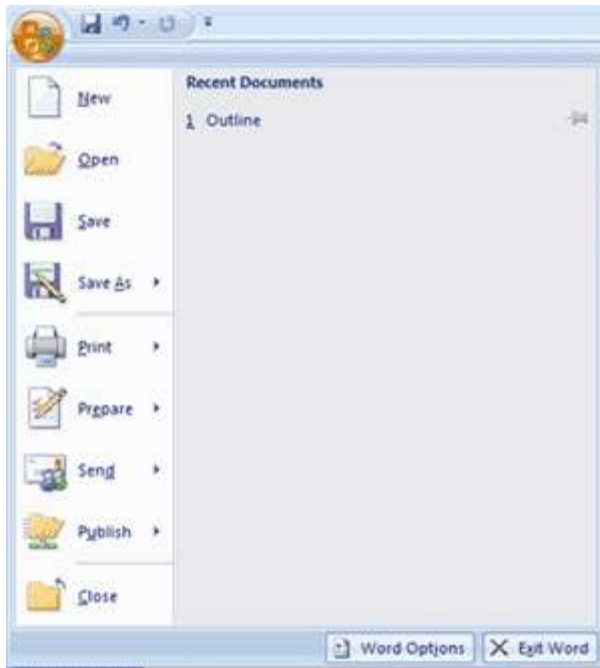 Recent Documents
New
1 Outline
Open
Save
Save As
Print
Prepare
Send
Publish
Close
Word Options
Exit Word